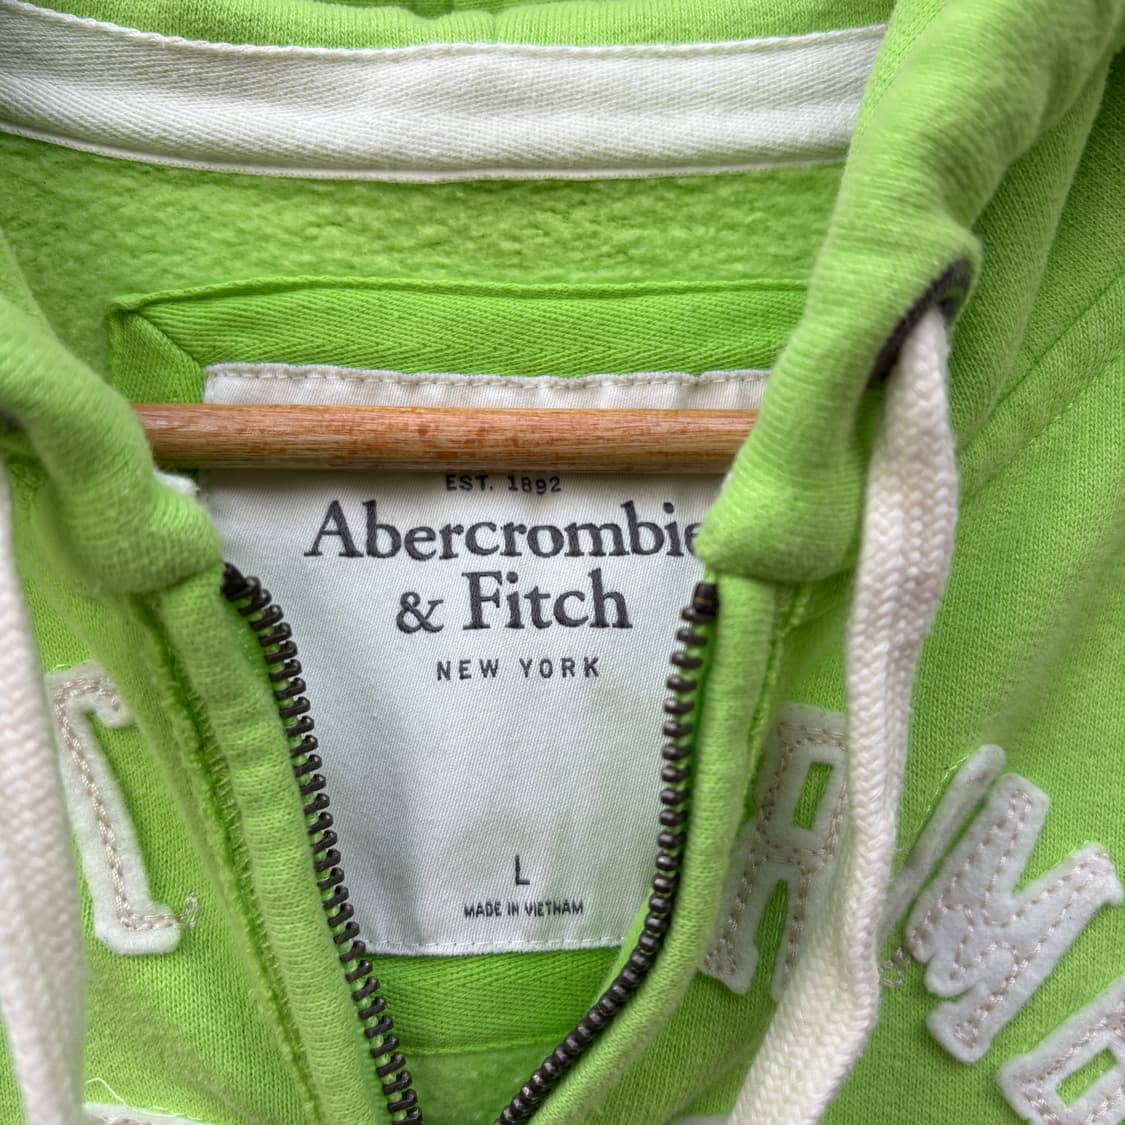 EST. 1892
Abercrombie
& Fitch
NEW YORK
L
MADE IN VIETNAM